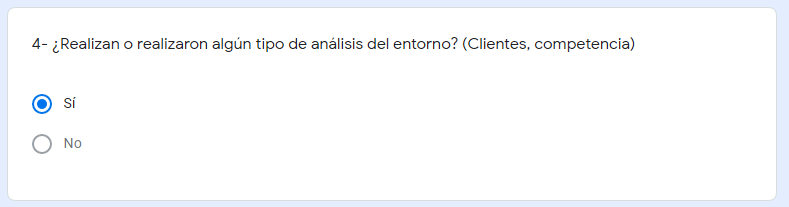 4- ¿Realizan o realizaron algún tipo de análisis del entorno? (Clientes, competencia)
Sí
No